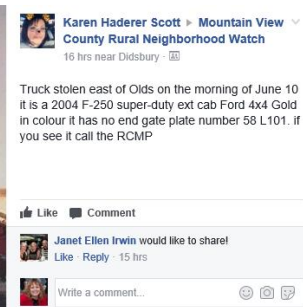 Karen Haderer Scott ▸ Mountain View
County Rural Neighborhood Watch
16 hrs near Didsbury ·
Truck stolen east of Olds on the morning of June 10
it is a 2004 F-250 super-duty ext cab Ford 4x4 Gold
in colour it has no end gate plate number 58 L101. if
you see it call the RCMP
Like Comment
Janet Ellen Irwin would like to share!
Like · Reply · 15 hrs
Write a comment...